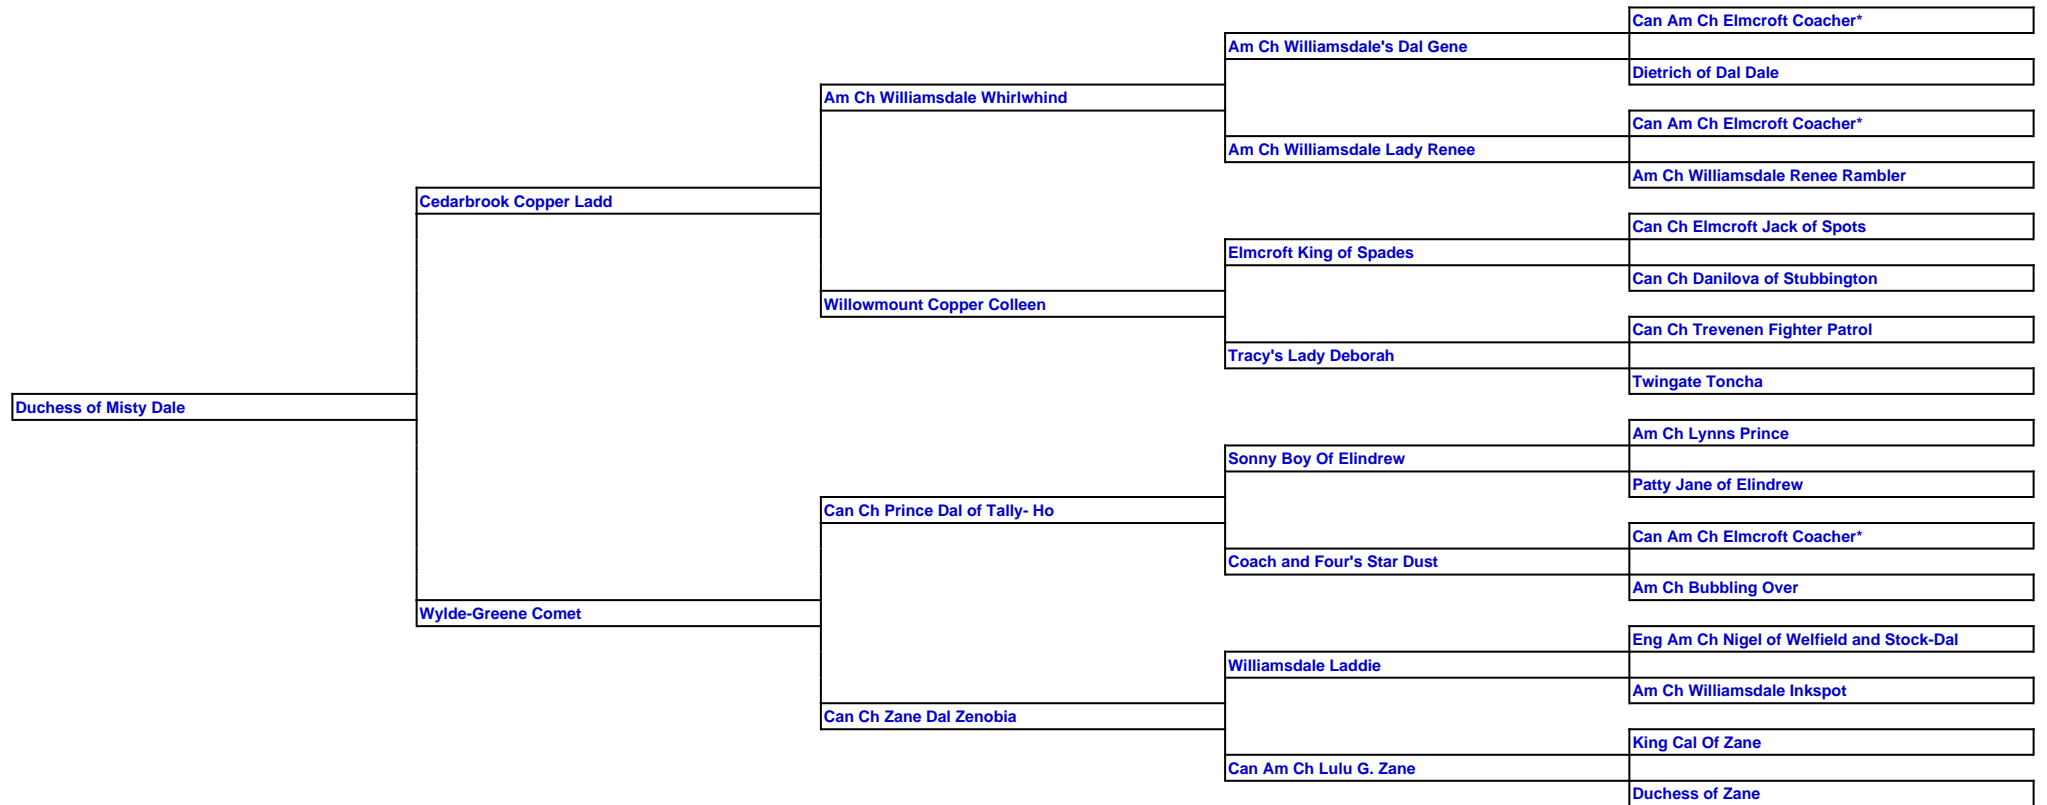 Can Am Ch Elmcroft Coacher*
Am Ch Williamsdale's Dal Gene
Dietrich of Dal Dale
Am Ch Williamsdale Whirlwhind
Can Am Ch Elmcroft Coacher*
Am Ch Williamsdale Lady Renee
Am Ch Williamsdale Renee Rambler
Cedarbrook Copper Ladd
Can Ch Elmcroft Jack of Spots
Elmcroft King of Spades
Can Ch Danilova of Stubbington
Willowmount Copper Colleen
Can Ch Trevenen Fighter Patrol
Tracy's Lady Deborah
Twingate Toncha
Duchess of Misty Dale
Am Ch Lynns Prince
Sonny Boy Of Elindrew
Patty Jane of Elindrew
Can Ch Prince Dal of Tally- Ho
Can Am Ch Elmcroft Coacher*
Coach and Four's Star Dust
Am Ch Bubbling Over
Wylde-Greene Comet
Eng Am Ch Nigel of Welfield and Stock-Dal
Williamsdale Laddie
Am Ch Williamsdale Inkspot
Can Ch Zane Dal Zenobia
King Cal Of Zane
Can Am Ch Lulu G. Zane
Duchess of Zane